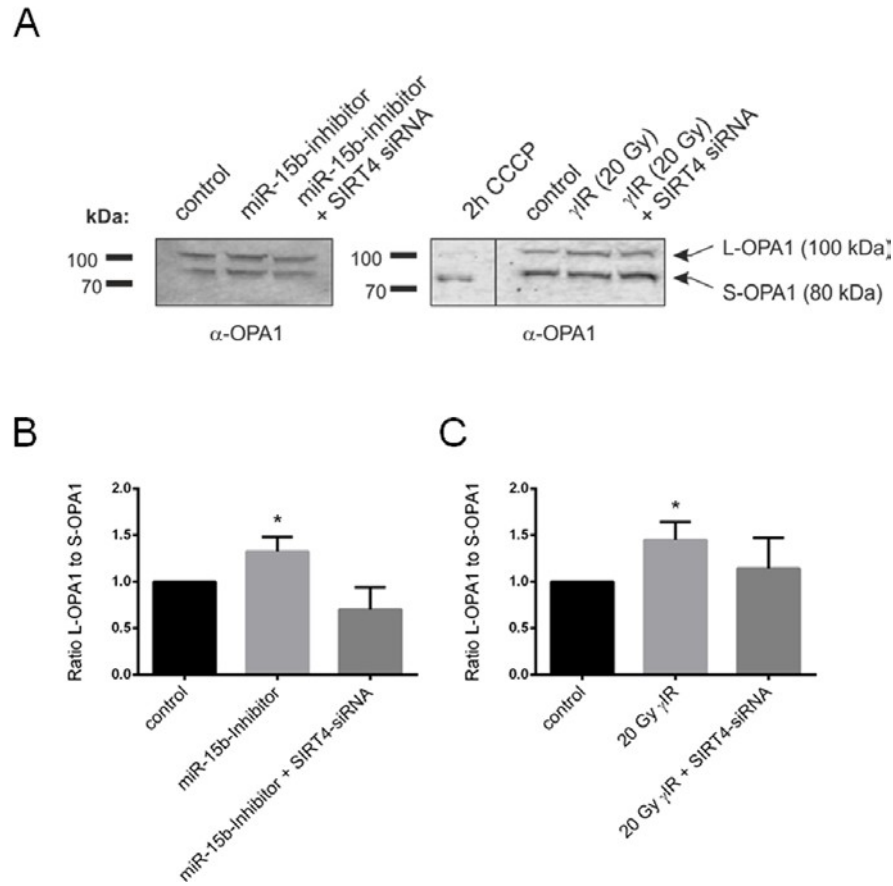 A
kDa:
control
miR-15b-inhibitor
miR-15b-inhibitor
+ SIRT4 siRNA
100
70
α-OPA1
2h CCCP
control
γIR (20 Gy)
γIR (20 Gy)
+ SIRT4 siRNA
100
70
L-OPA1 (100 kDa)
S-OPA1 (80 kDa)
α-OPA1
B
Ratio L-OPA1 to S-OPA1
2.0
1.5
1.0
0.5
0.0
*
control
miR-15b-Inhibitor
miR-15b-Inhibitor + SIRT4-siRNA
C
Ratio L-OPA1 to S-OPA1
2.0
1.5
1.0
0.5
0.0
*
control
20 Gy γIR
20 Gy γIR + SIRT4-siRNA